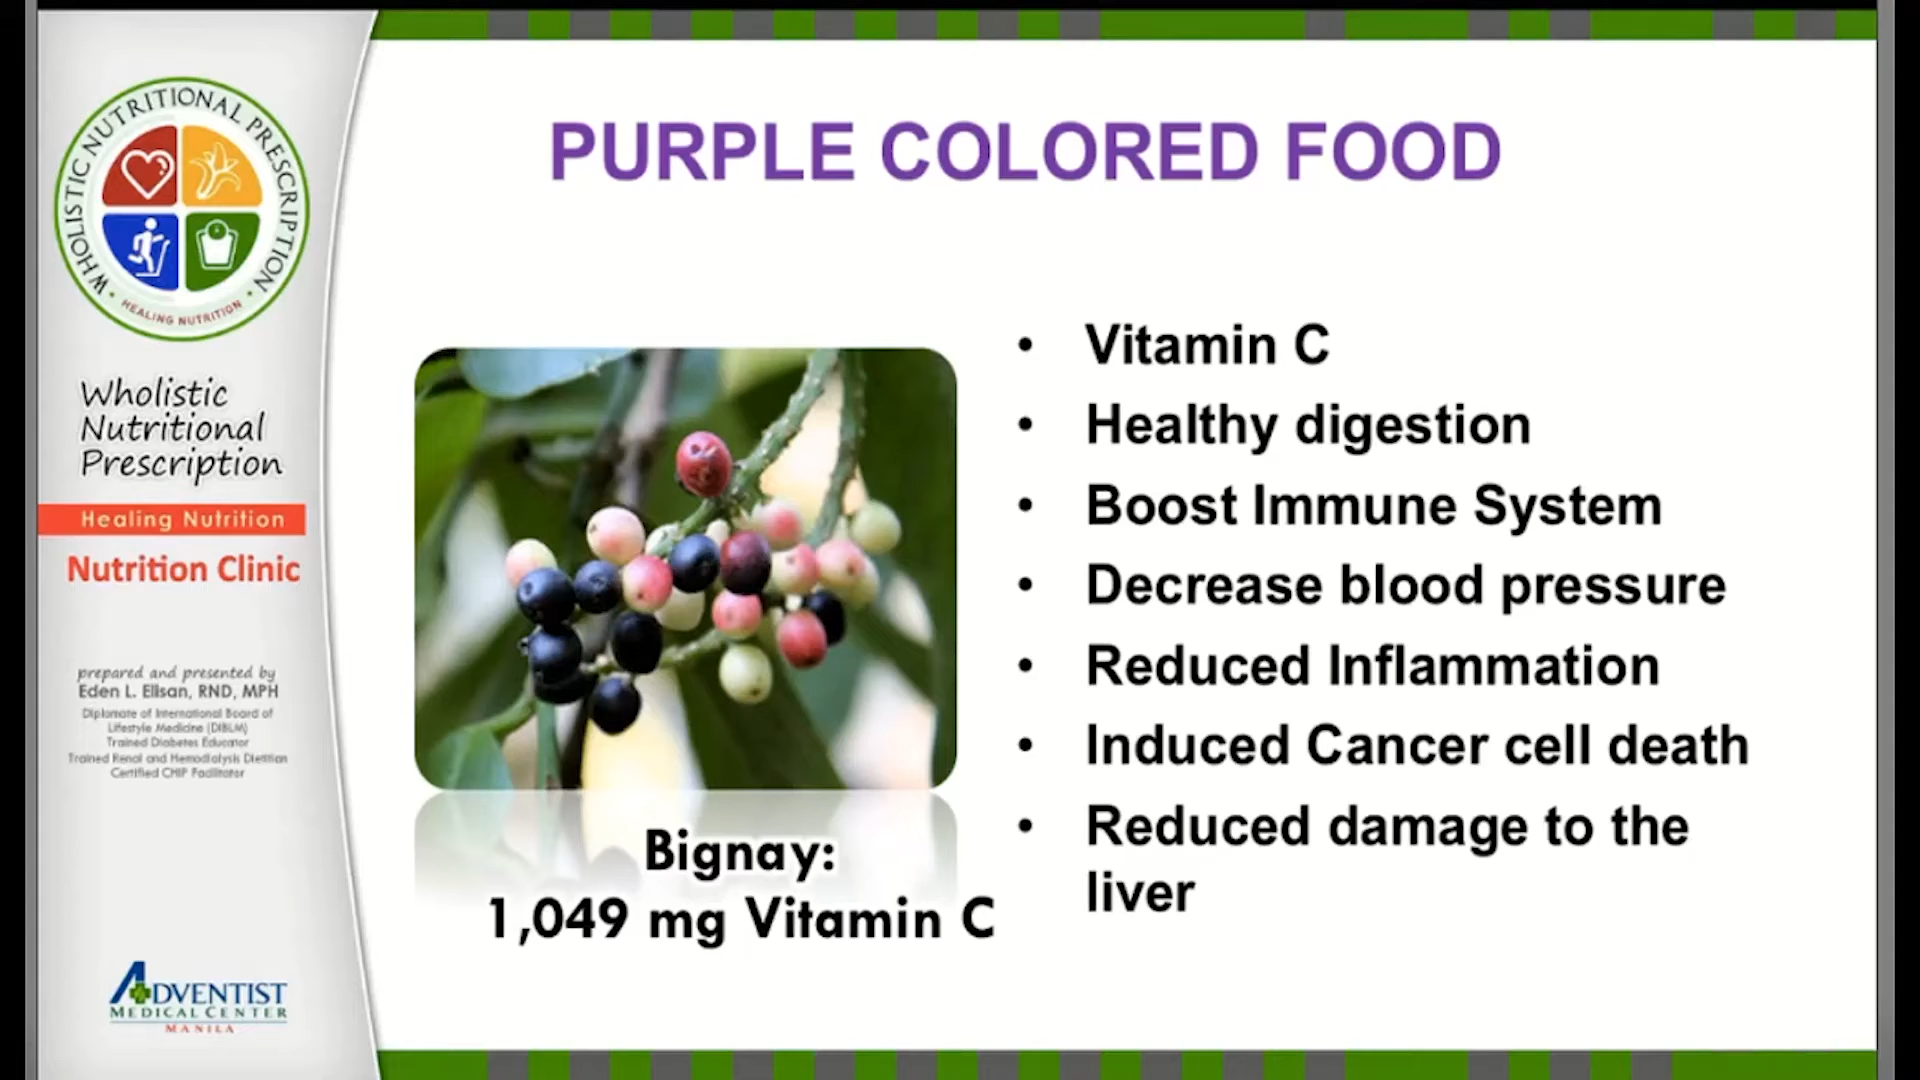 WHOLISTIC NUTRITIONAL PRESCRIPTION
HEALING NUTRITION
Wholistic
Nutritional
Prescription
Healing Nutrition
Nutrition Clinic
prepared and presented by
Eden L. Elisan, RND, MPH
Diplomate of International Board of
Lifestyle Medicine (DIBLM)
Trained Diabetes Educator
Trained Renal and Hemodialysis Dietitian
Certified CHIP Facilitator
ADVENTIST
MEDICAL CENTER
MANILA
PURPLE COLORED FOOD
Bignay:
1,049 mg Vitamin C
• Vitamin C
• Healthy digestion
• Boost Immune System
• Decrease blood pressure
• Reduced Inflammation
• Induced Cancer cell death
• Reduced damage to the
liver